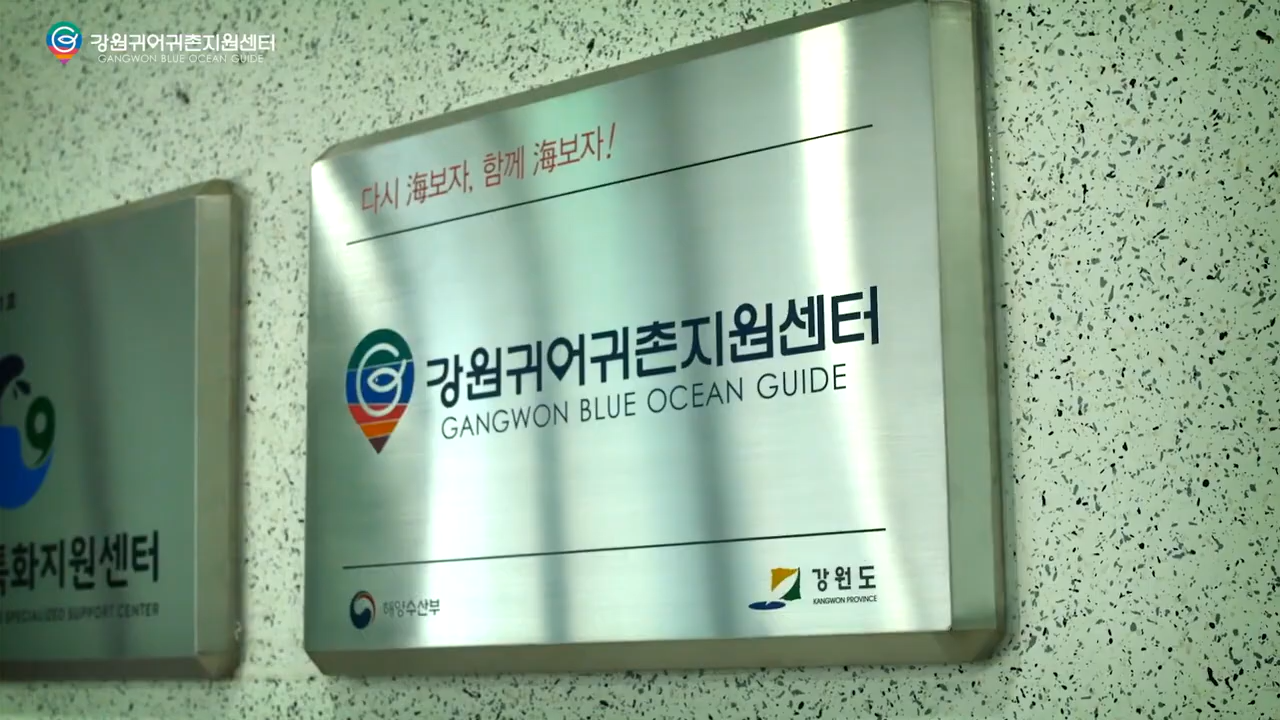 강원귀어귀촌지원센터
GANGWON BLUE OCEAN GUIDE
다시 海보자, 함께 海보자!
강원귀어귀촌지원센터
GANGWON BLUE OCEAN GUIDE
해양수산부
강원도
KANGWON PROVINCE
특화지원센터
SPECIALIZED SUPPORT CENTER